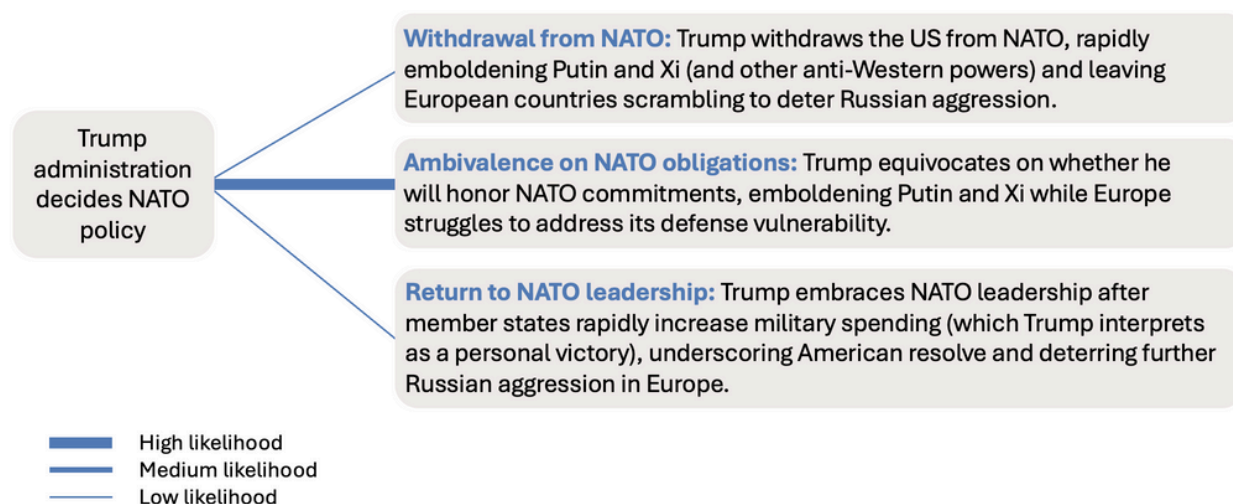 Withdrawal from NATO: Trump withdraws the US from NATO, rapidly
emboldening Putin and Xi (and other anti-Western powers) and leaving
European countries scrambling to deter Russian aggression.
Trump
administration
decides NATO
policy
Ambivalence on NATO obligations: Trump equivocates on whether he
will honor NATO commitments, emboldening Putin and Xi while Europe
struggles to address its defense vulnerability.
Return to NATO leadership: Trump embraces NATO leadership after
member states rapidly increase military spending (which Trump interprets
as a personal victory), underscoring American resolve and deterring further
Russian aggression in Europe.
High likelihood
Medium likelihood
Low likelihood